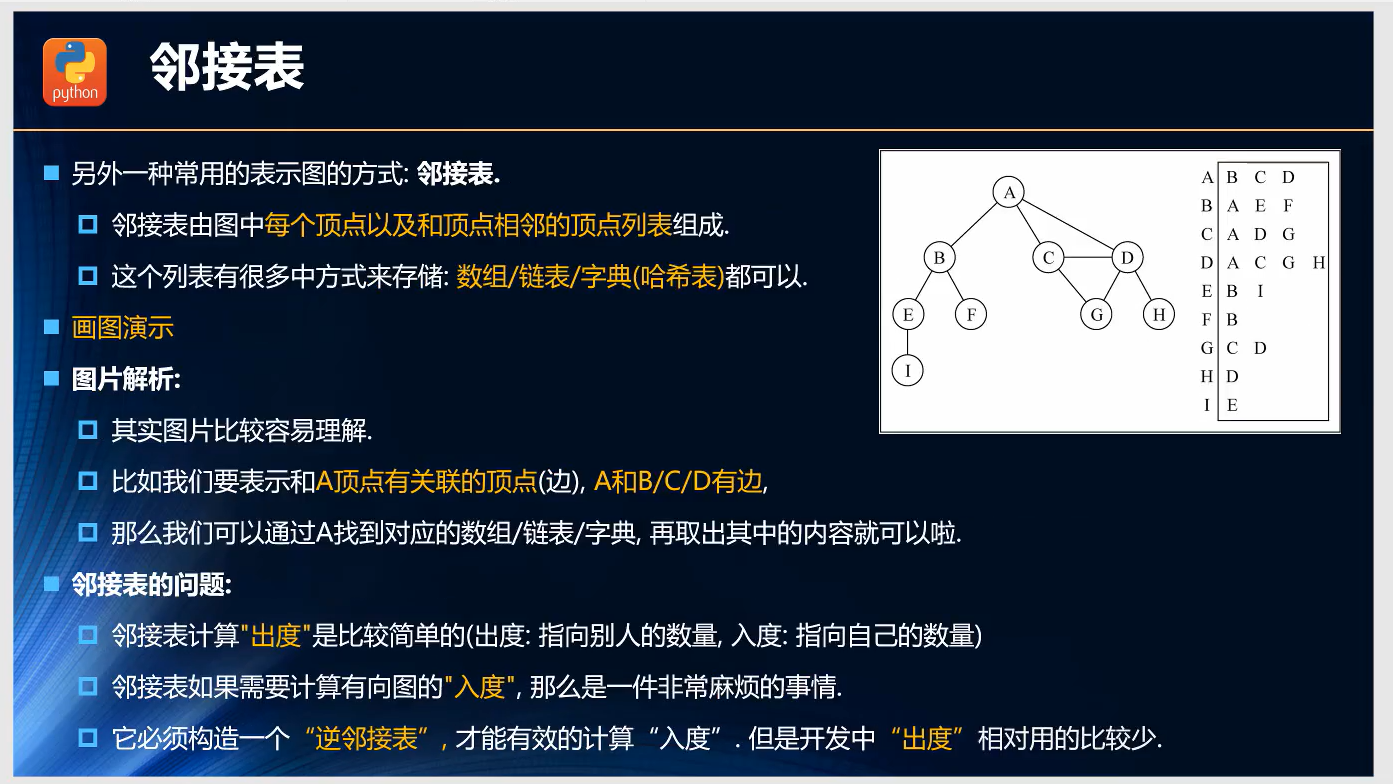 python
邻接表
另外一种常用的表示图的方式: 邻接表.
邻接表由图中每个顶点以及和顶点相邻的顶点列表组成.
这个列表有很多中方式来存储: 数组/链表/字典(哈希表)都可以.
画图演示
图片解析:
其实图片比较容易理解.
比如我们要表示和A顶点有关联的顶点(边), A和B/C/D有边,
那么我们可以通过A找到对应的数组/链表/字典, 再取出其中的内容就可以啦.
邻接表的问题:
邻接表计算"出度"是比较简单的(出度: 指向别人的数量, 入度: 指向自己的数量)
邻接表如果需要计算有向图的"入度", 那么是一件非常麻烦的事情.
它必须构造一个“逆邻接表”, 才能有效的计算“入度”. 但是开发中“出度”相对用的比较少.
A
B C D
E F G H
I
A B C D
B A E F
C A D G
D A C G H
E B I
F B
G C D
H D
I E